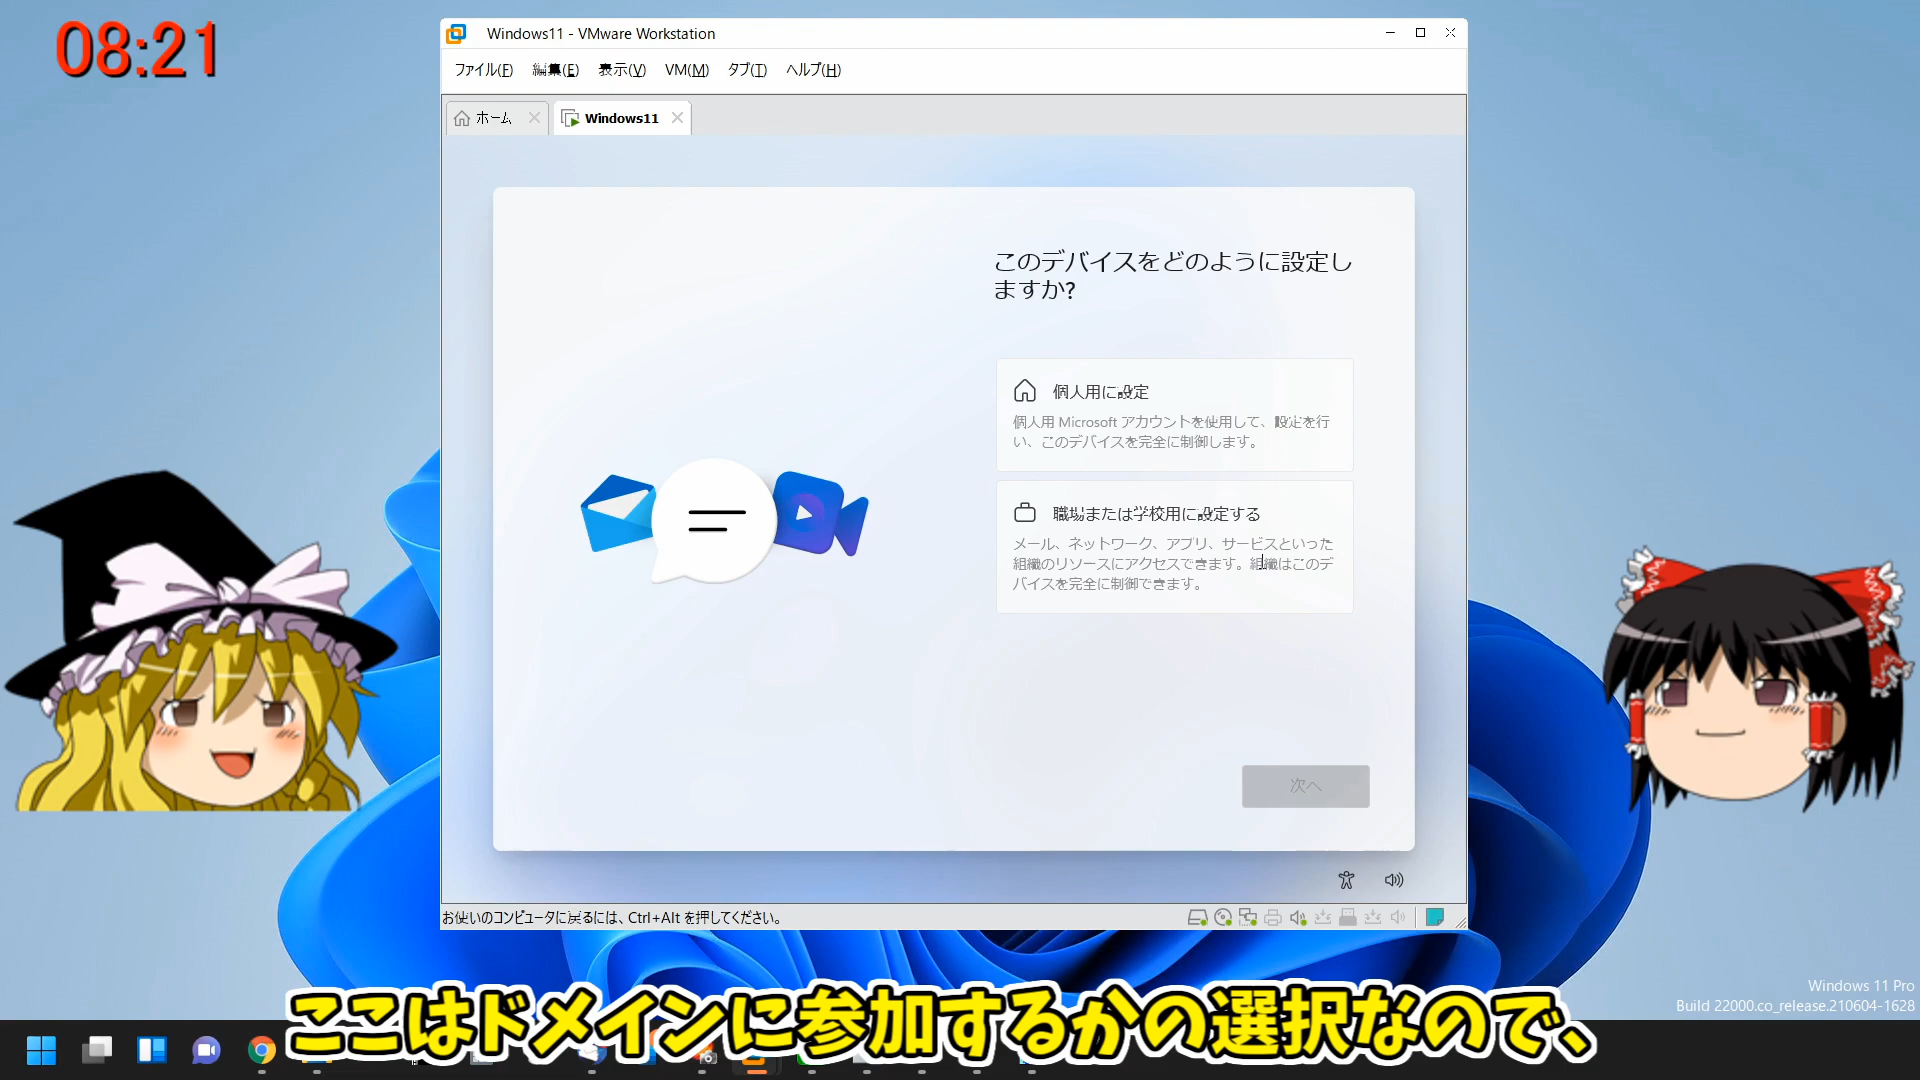 08:21
Windows11 - VMware Workstation
ファイル(F) 編集(E) 表示(V) VM(M) タブ(T) ヘルプ(H)
ホーム
Windows11
このデバイスをどのように設定し
ますか?
個人用に設定
個人用 Microsoft アカウントを使用して、設定を行
い、このデバイスを完全に制御します。
職場または学校用に設定する
メール、ネットワーク、アプリ、サービスといった
組織のリソースにアクセスできます。組織はこのデ
バイスを完全に制御できます。
次へ
お使いのコンピュータに戻るには、Ctrl+Alt を押してください。
Windows 11 Pro
Build 22000.co_release.210604-1628
ここはドメインに参加するかの選択なので、